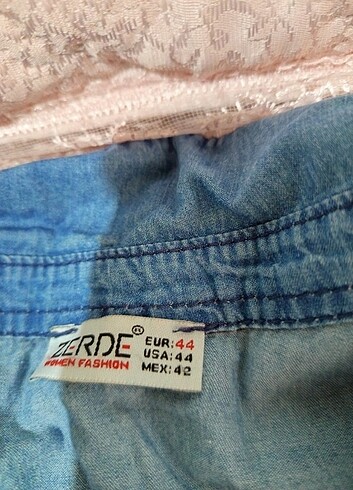 ZERDE
WOMEN FASHION
EUR:44
USA:44
MEX:42